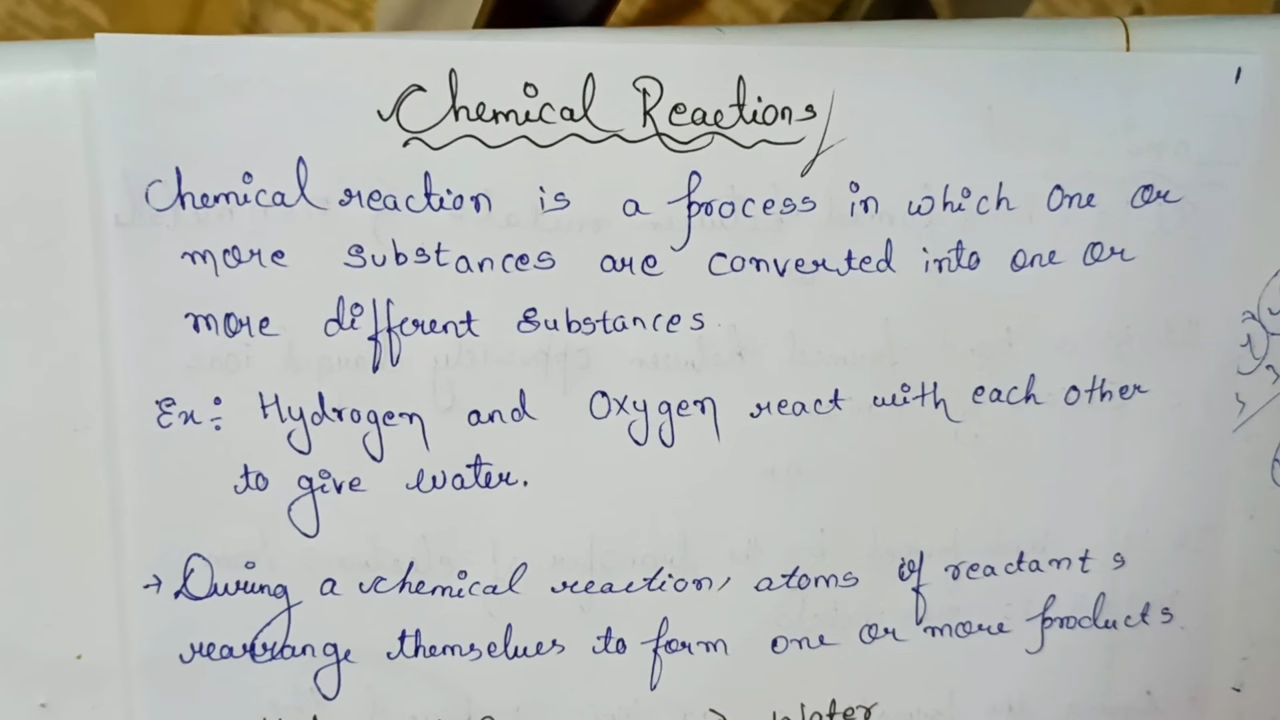 Chemical Reactions
Chemical reaction is a process in which one or
more substances are converted into one or
more different substances.
Ex:- Hydrogen and Oxygen react with each other
to give water.
→ During a chemical reaction, atoms of reactants
rearrange themselves to form one or more products.
→ Water